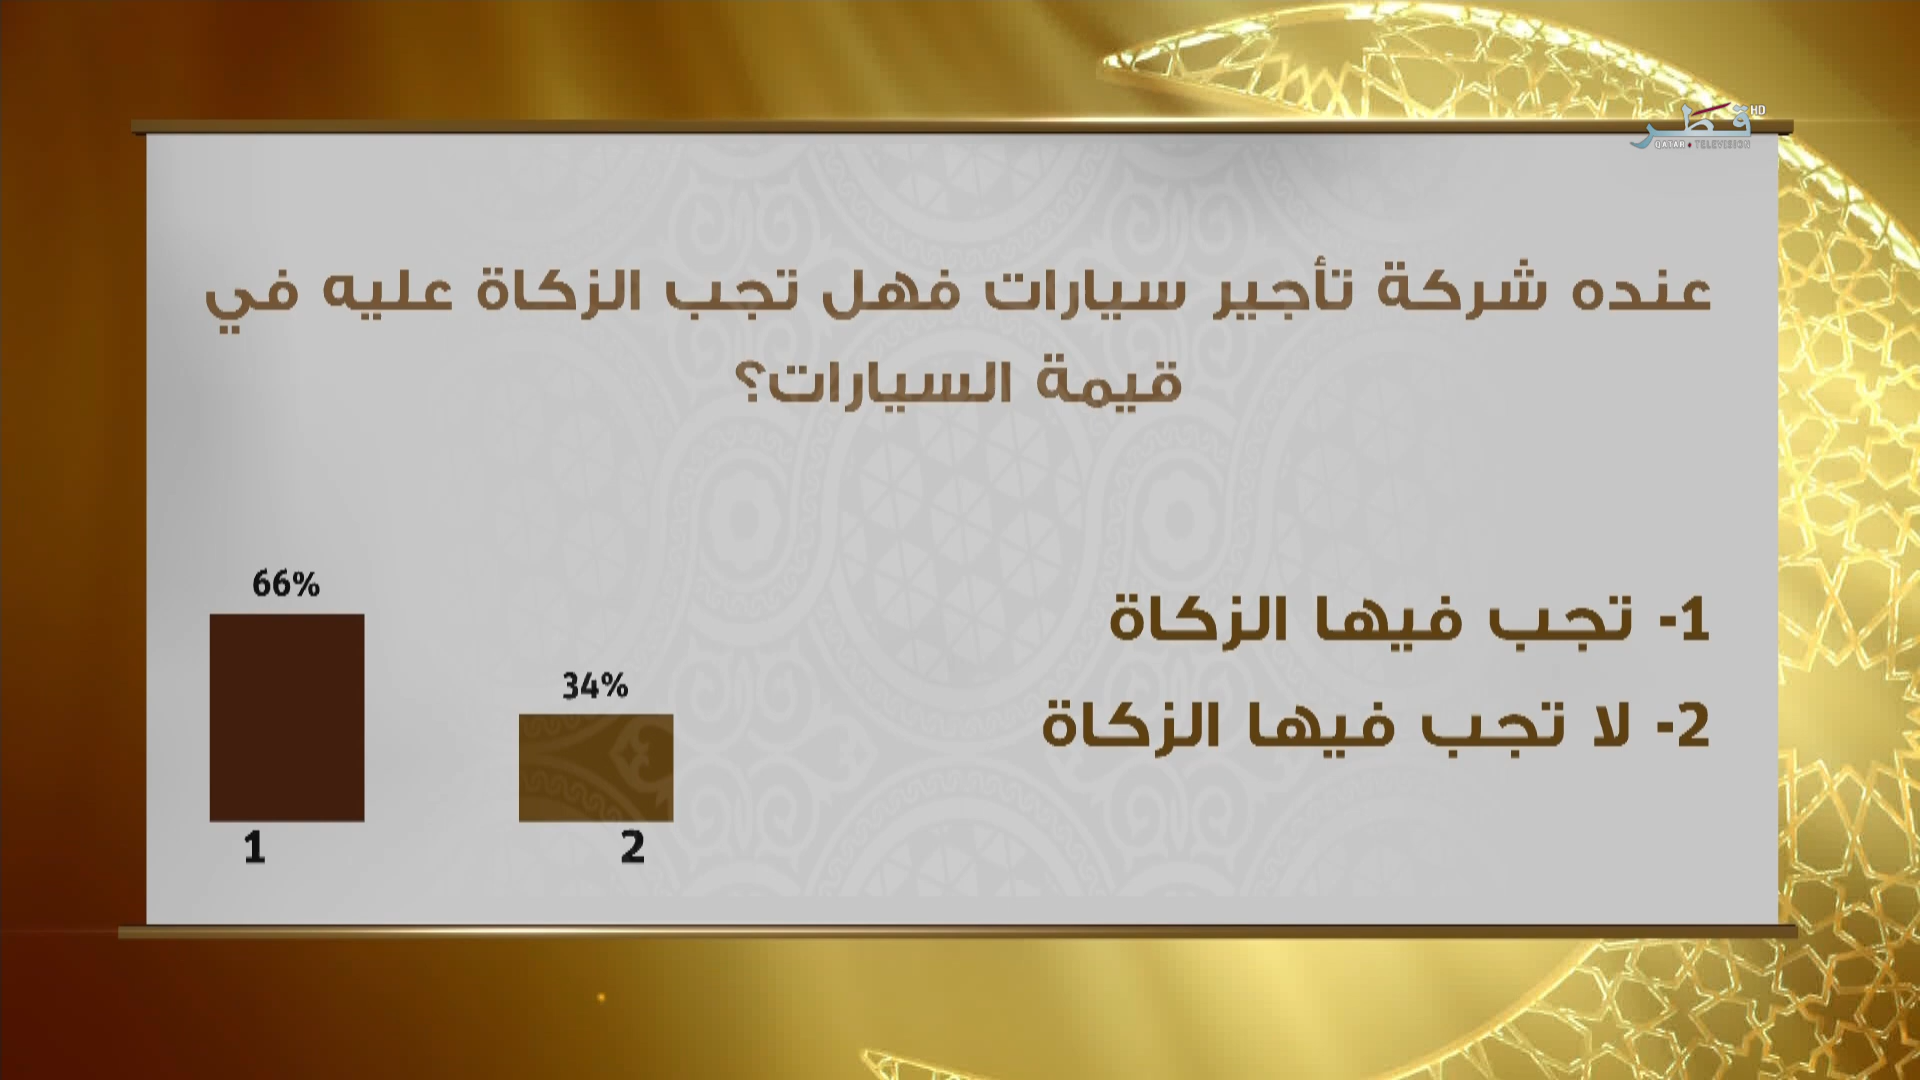 قطر HD
QATAR TELEVISION
عنده شركة تأجير سيارات فهل تجب الزكاة عليه في
قيمة السيارات؟
1- تجب فيها الزكاة
2- لا تجب فيها الزكاة
66%
34%
1
2